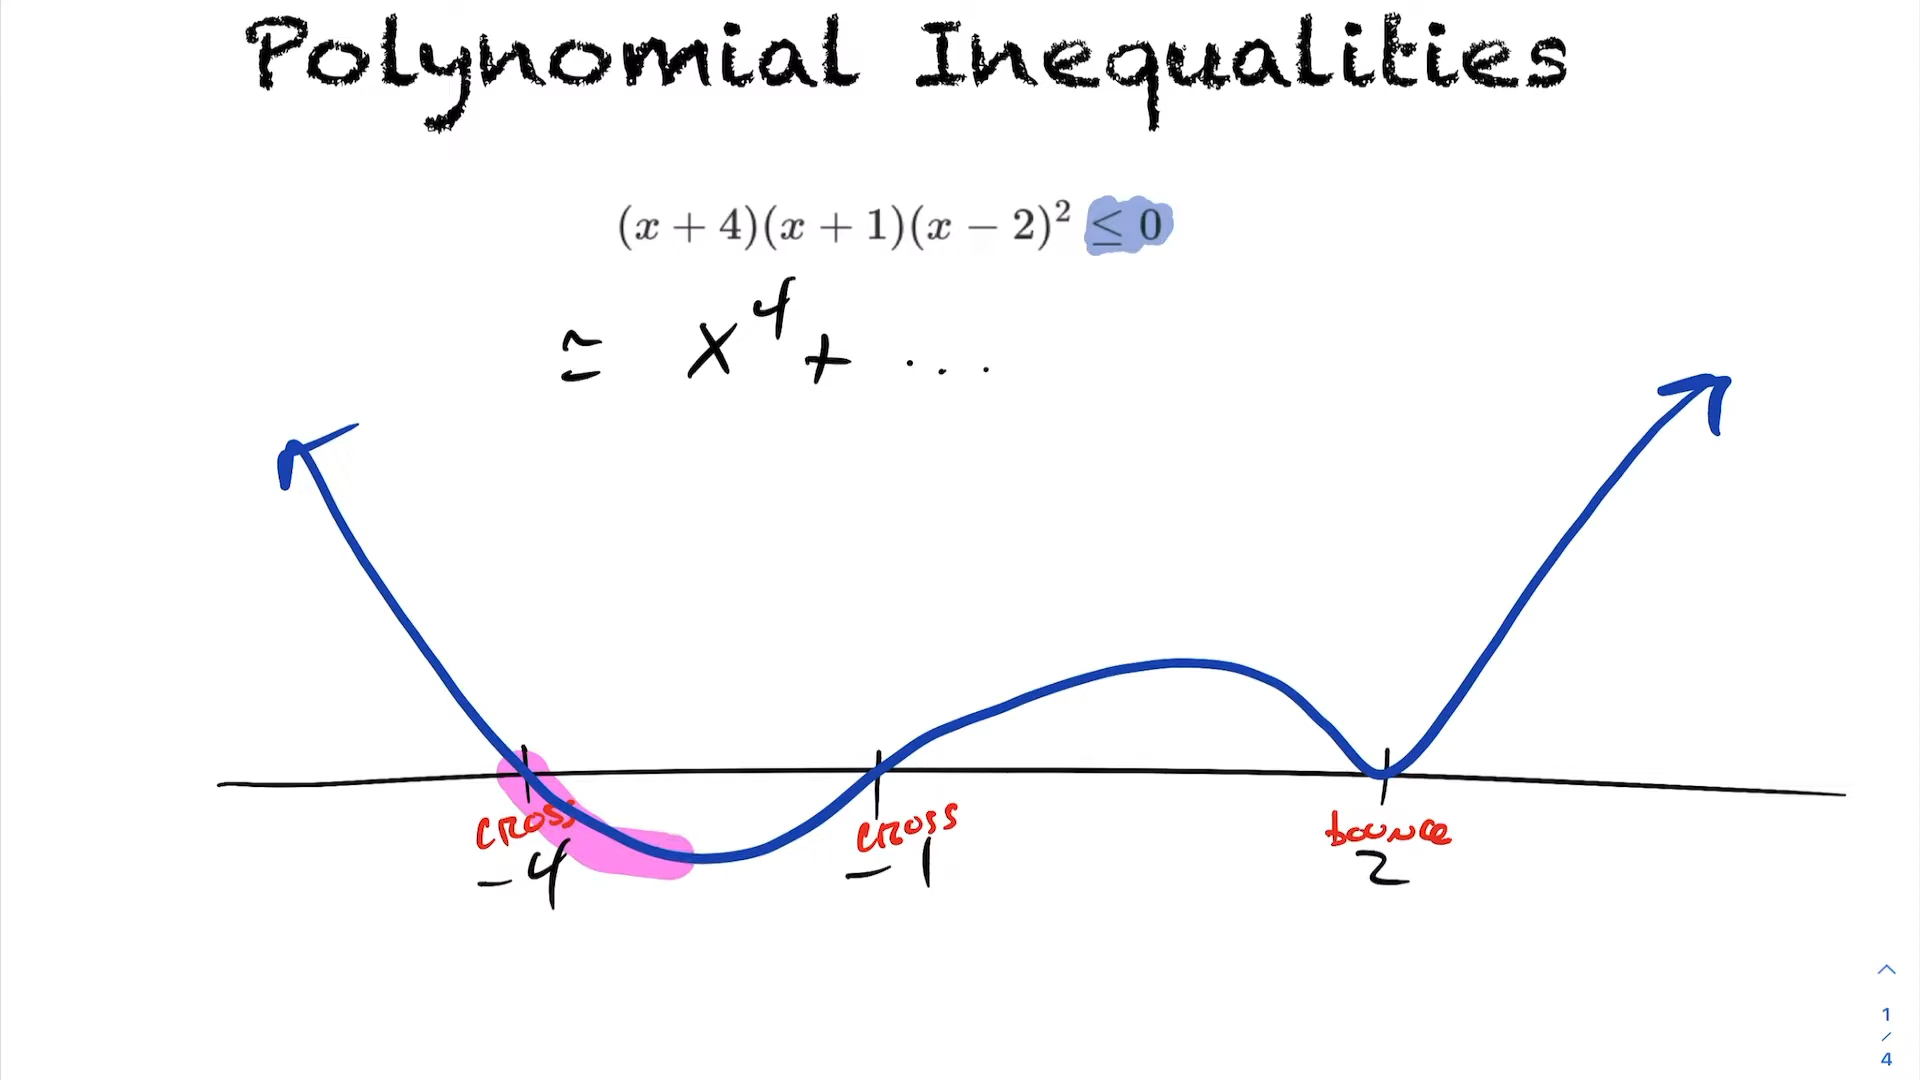 Polynomial Inequalities
(x + 4)(x + 1)(x − 2)² ≤ 0
≅ x⁴ + ...
cross cross bounce
−4 −1 2
1
/
4